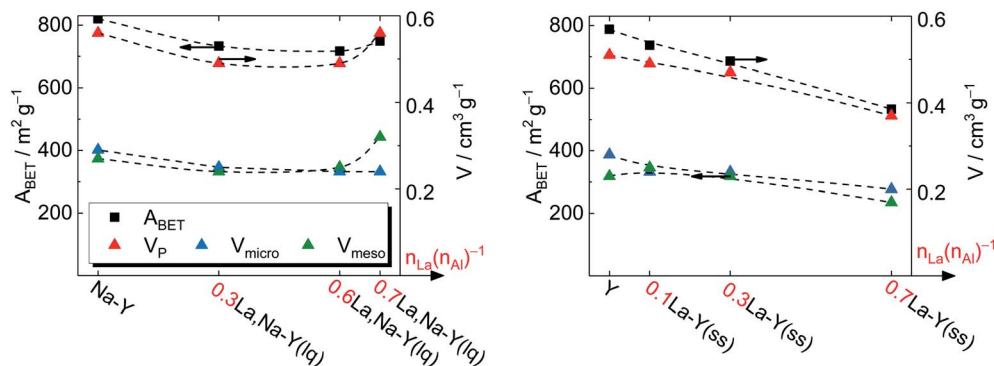 800
600
400
200
A_BET / m² g⁻¹
0.6
0.4
0.2
V / cm³ g⁻¹
A_BET
V_P V_micro V_meso
n_La(n_Al)⁻¹
Na-Y
0.3La,Na-Y(lq)
0.6La,Na-Y(lq)
0.7La,Na-Y(lq)
800
600
400
200
A_BET / m² g⁻¹
0.6
0.4
0.2
V / cm³ g⁻¹
n_La(n_Al)⁻¹
Y
0.1La-Y(ss)
0.3La-Y(ss)
0.7La-Y(ss)